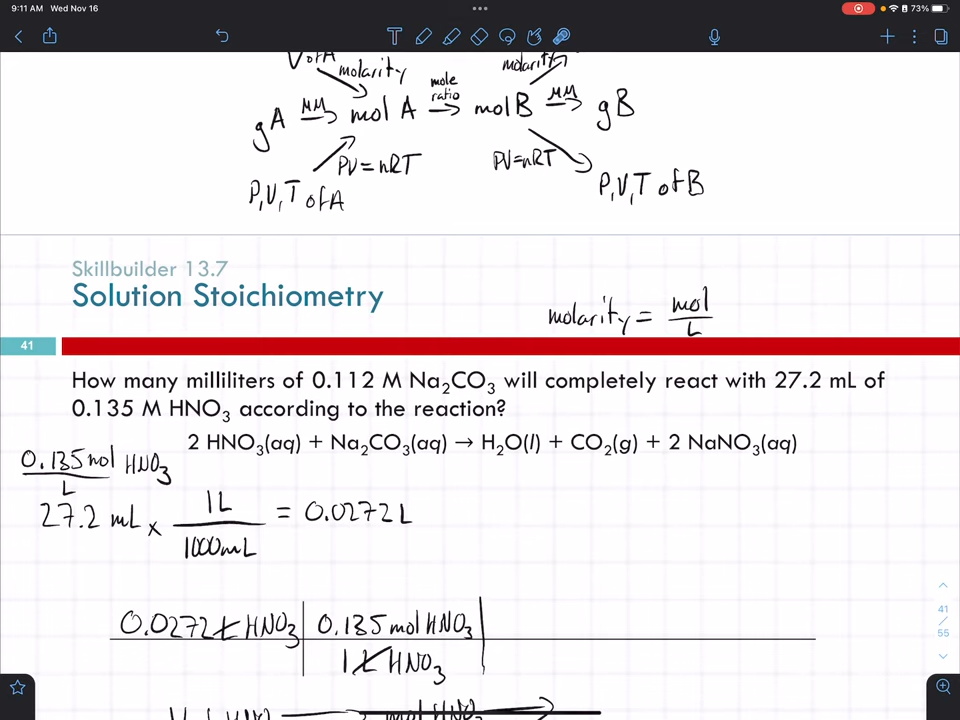 9:11 AM Wed Nov 16
73%
V of A
molarity
molarity
mole
ratio
gA MM mol A mol B MM gB
PV=nRT
PV=nRT
P,V,T of A
P,V,T of B
Skillbuilder 13.7
Solution Stoichiometry
molarity = mol
L
41
How many milliliters of 0.112 M Na₂CO₃ will completely react with 27.2 mL of
0.135 M HNO₃ according to the reaction?
2 HNO₃(aq) + Na₂CO₃(aq) → H₂O(l) + CO₂(g) + 2 NaNO₃(aq)
0.135 mol HNO₃
L
27.2 mL x 1L = 0.0272 L
1000mL
0.0272 L HNO₃ 0.135 mol HNO₃
1 L HNO₃
mol HNO₃
41
/
55